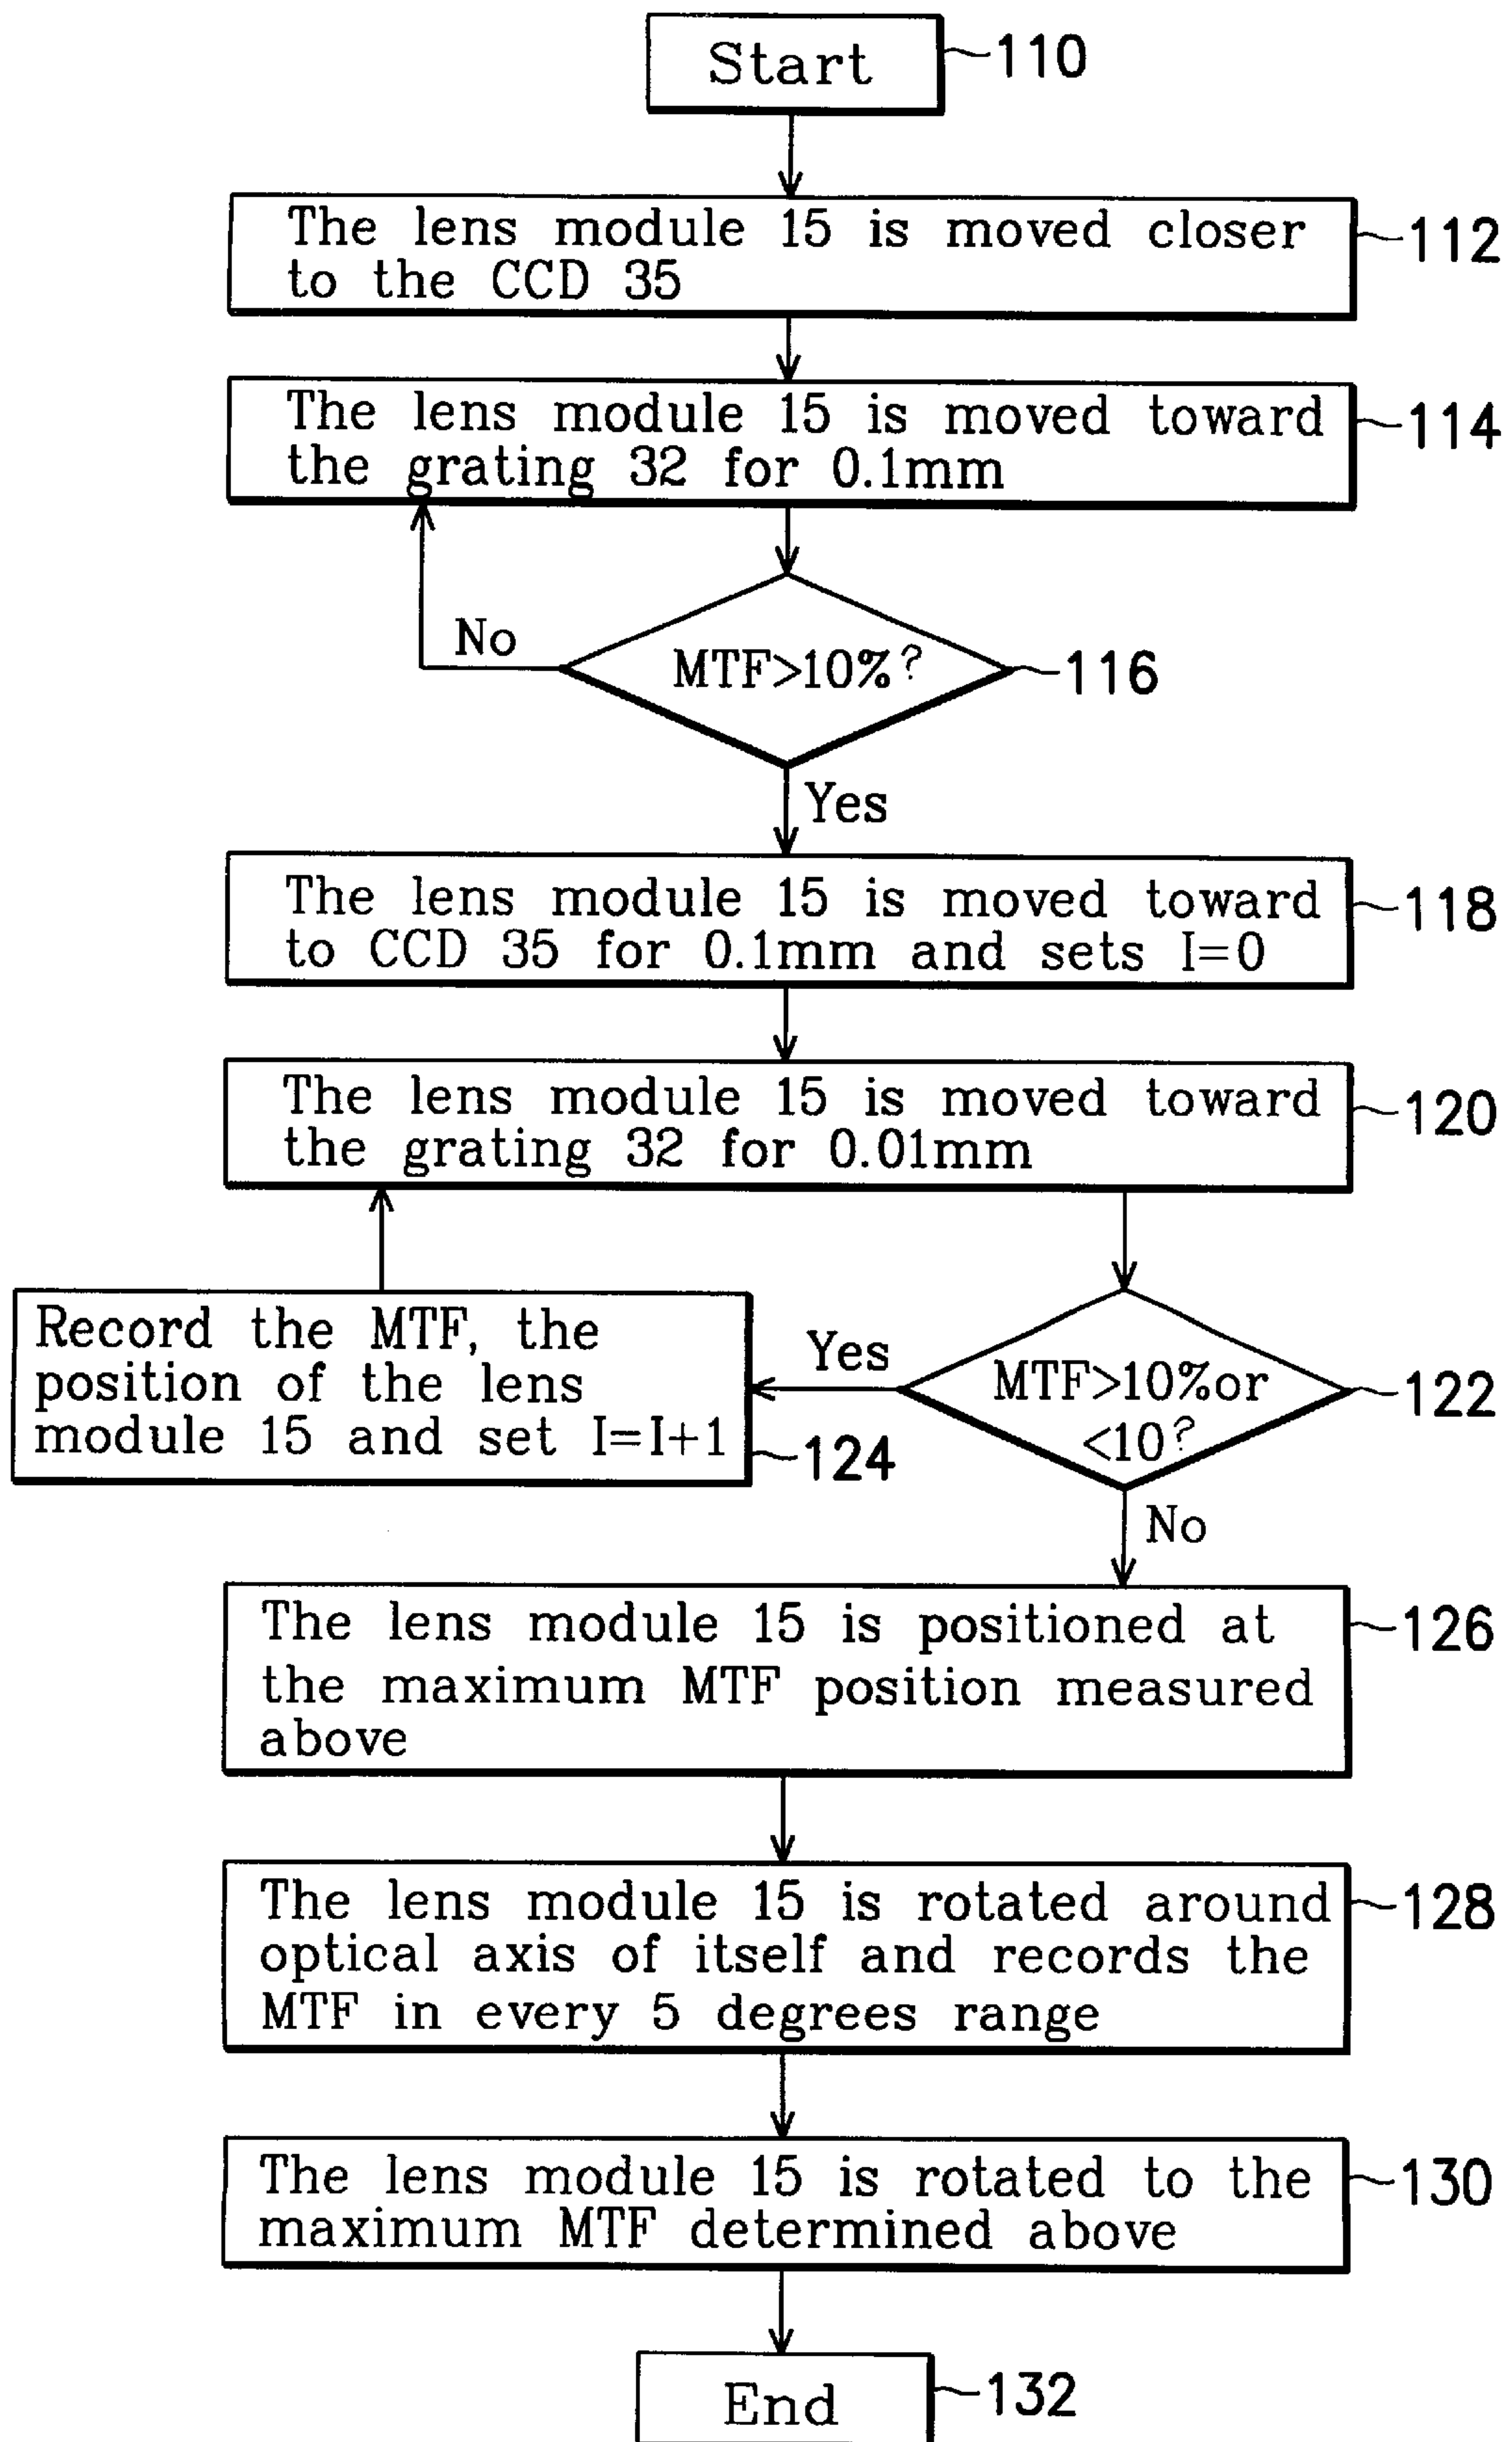 Start
110
The lens module 15 is moved closer
to the CCD 35
112
The lens module 15 is moved toward
the grating 32 for 0.1mm
114
No
MTF>10%?
116
Yes
The lens module 15 is moved toward
to CCD 35 for 0.1mm and sets I=0
118
The lens module 15 is moved toward
the grating 32 for 0.01mm
120
Record the MTF, the
position of the lens
module 15 and set I=I+1
124
Yes
MTF>10%or
<10?
122
No
The lens module 15 is positioned at
the maximum MTF position measured
above
126
The lens module 15 is rotated around
optical axis of itself and records the
MTF in every 5 degrees range
128
The lens module 15 is rotated to the
maximum MTF determined above
130
End
132